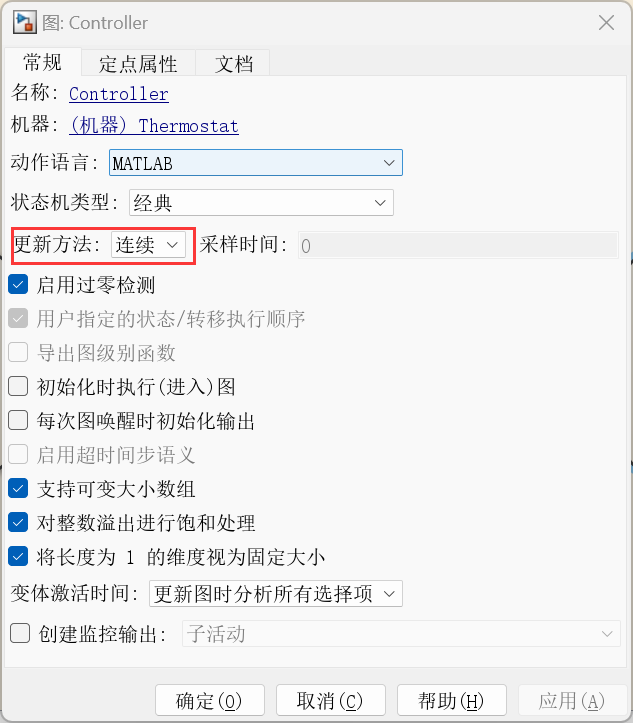 图: Controller
常规 定点属性 文档
名称: Controller
机器: (机器) Thermostat
动作语言: MATLAB
状态机类型: 经典
更新方法: 连续 采样时间: 0
启用过零检测
用户指定的状态/转移执行顺序
导出图级别函数
初始化时执行(进入)图
每次图唤醒时初始化输出
启用超时间步语义
支持可变大小数组
对整数溢出进行饱和处理
将长度为 1 的维度视为固定大小
变体激活时间: 更新图时分析所有选择项
创建监控输出: 子活动
确定(O) 取消(C) 帮助(H) 应用(A)